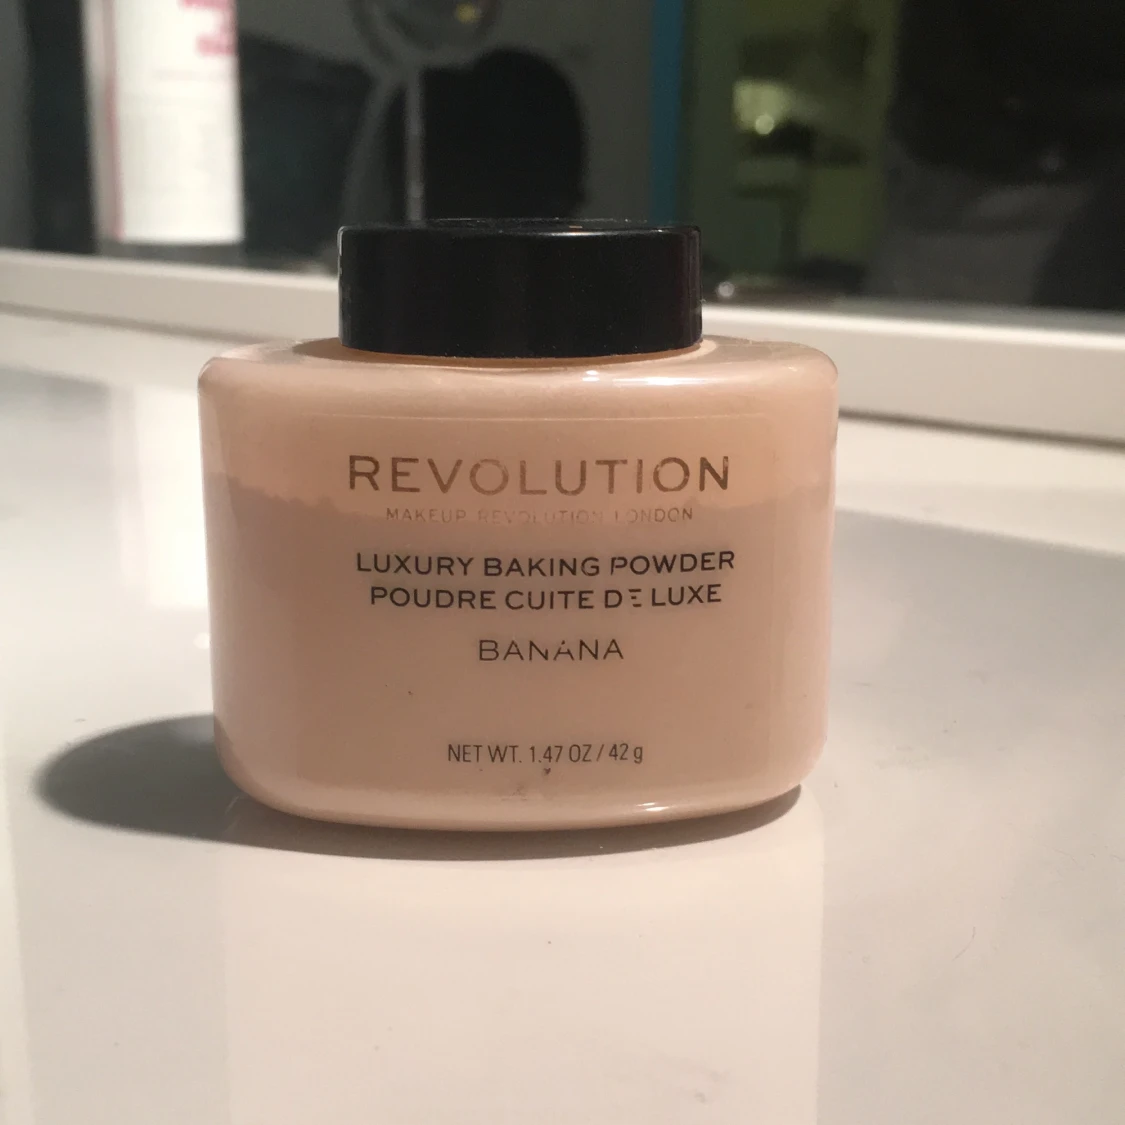 REVOLUTION
MAKEUP REVOLUTION LONDON
LUXURY BAKING POWDER
POUDRE CUITE DE LUXE
BANANA
NET WT. 1.47 OZ / 42 g